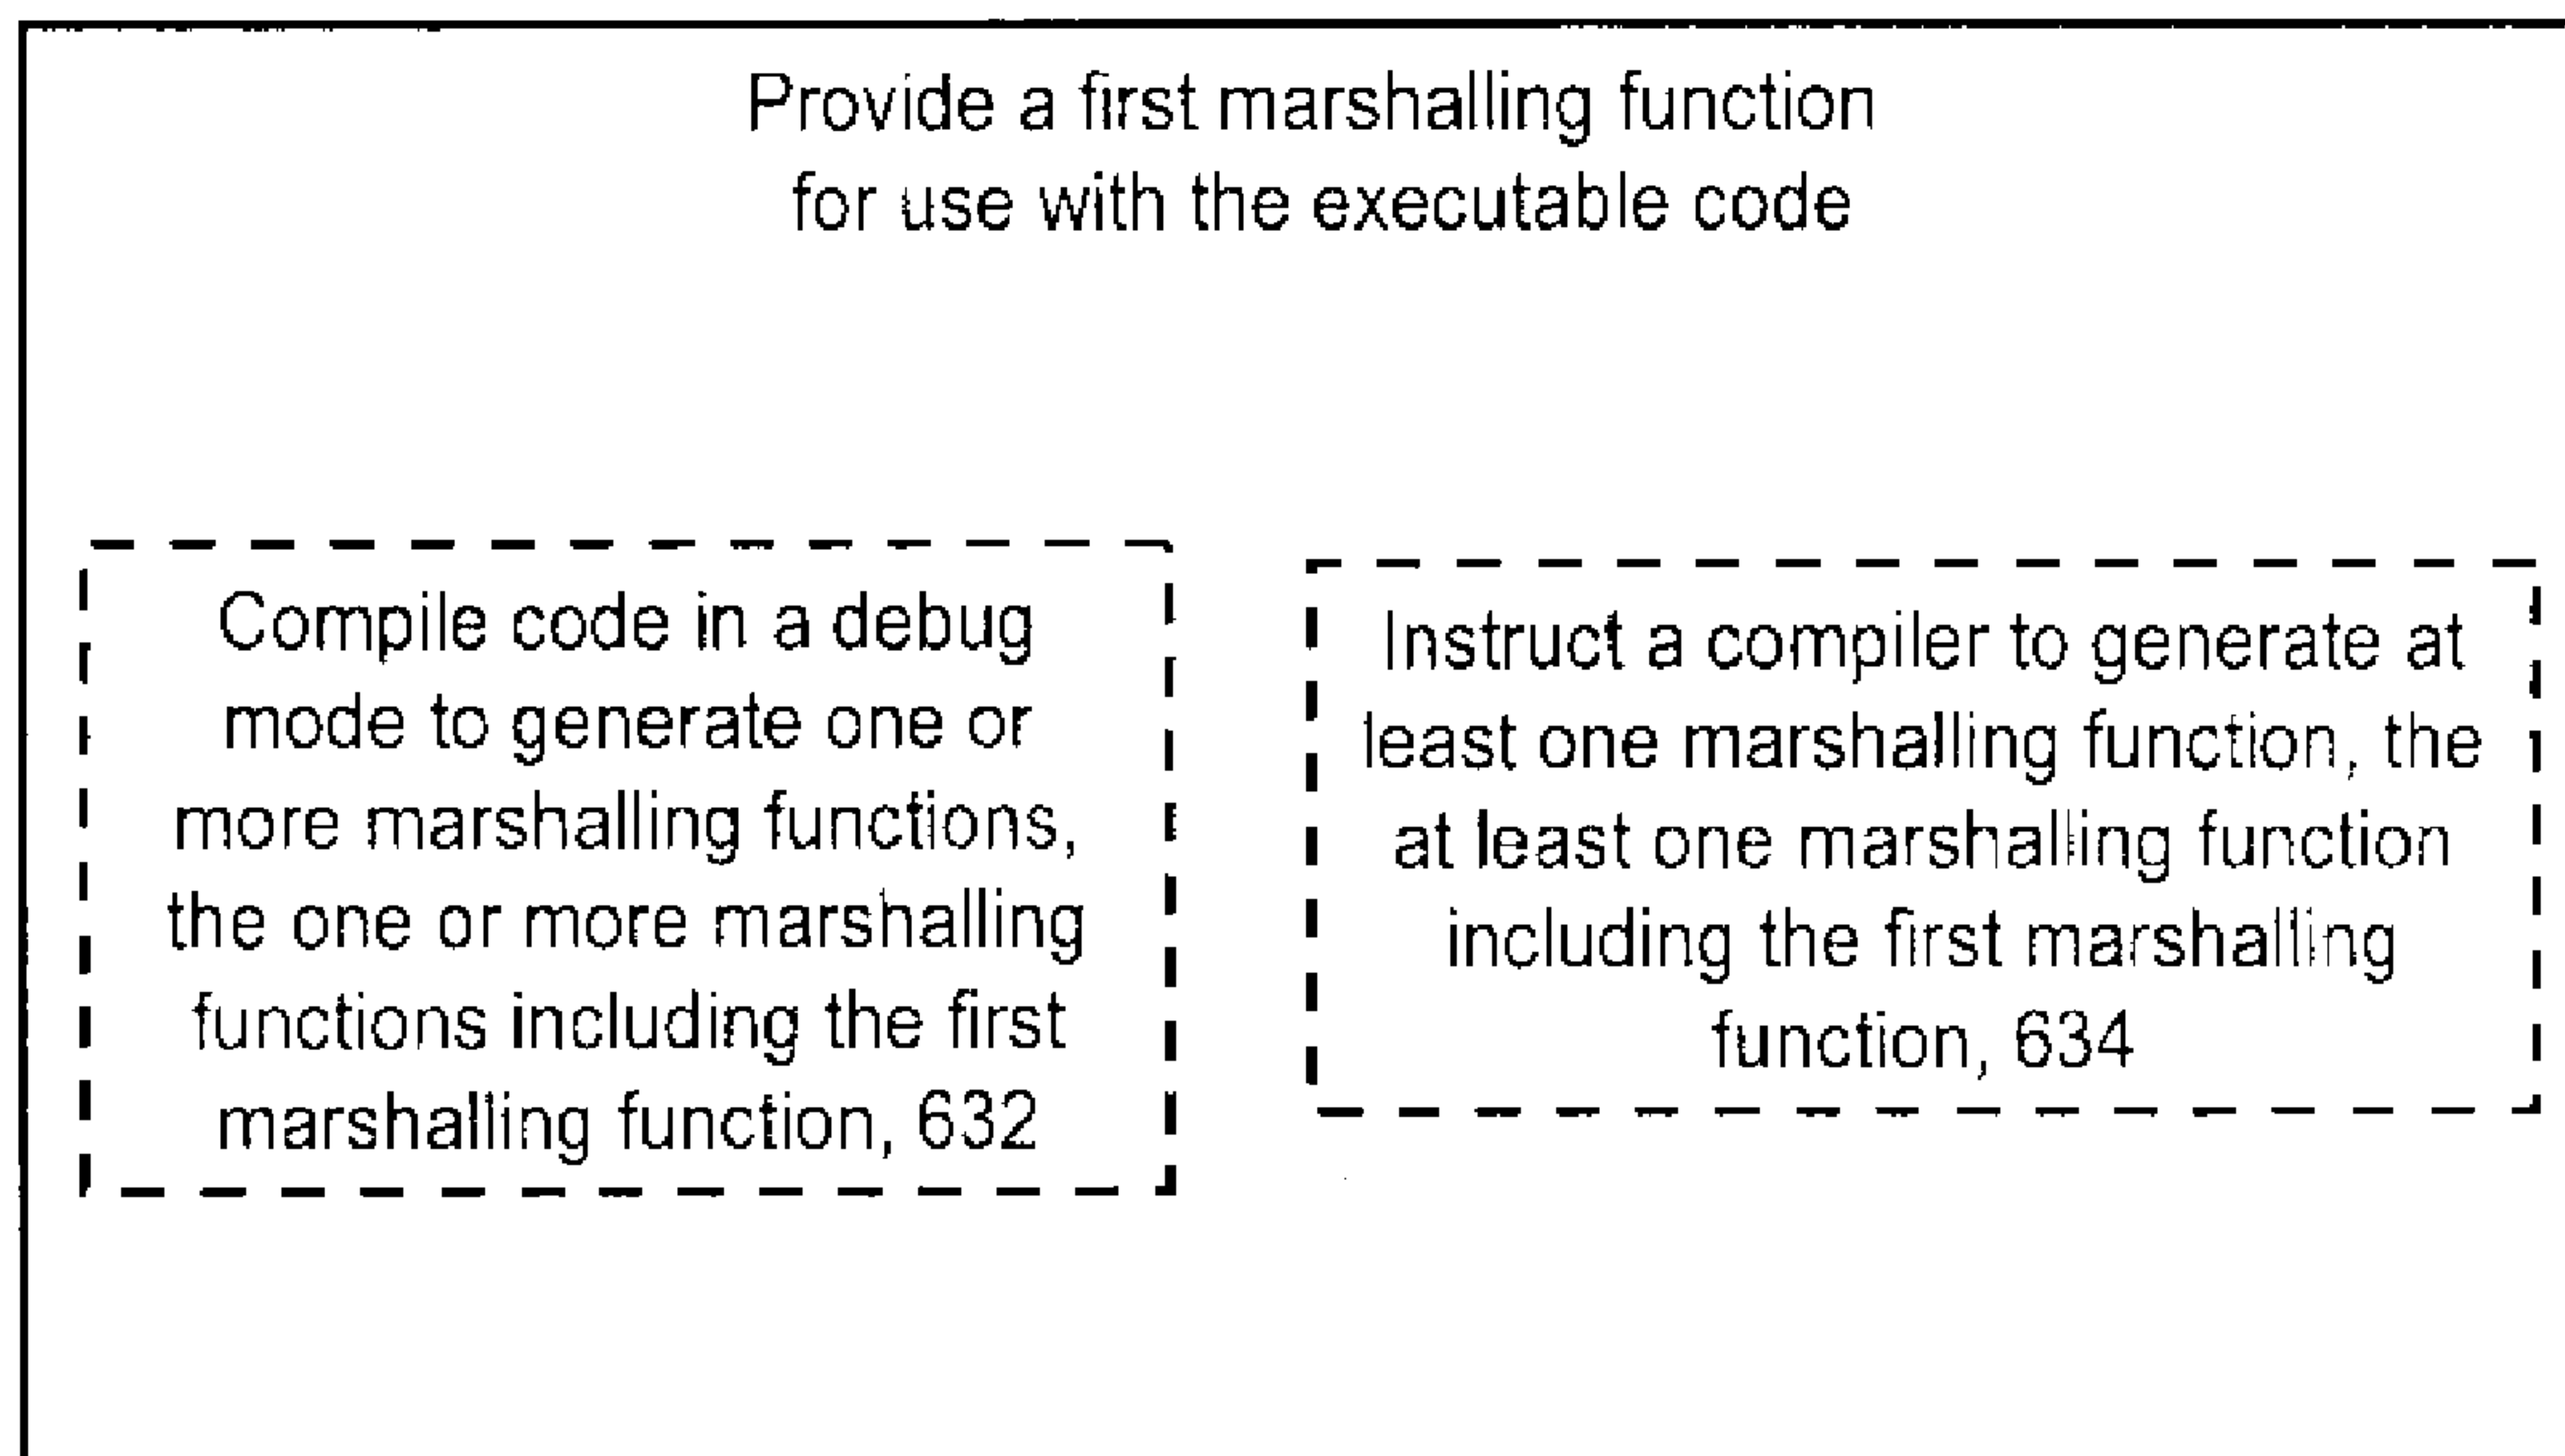 Provide a first marshalling function
for use with the executable code
Compile code in a debug
mode to generate one or
more marshalling functions,
the one or more marshalling
functions including the first
marshalling function, 632
Instruct a compiler to generate at
least one marshalling function, the
at least one marshalling function
including the first marshalling
function, 634